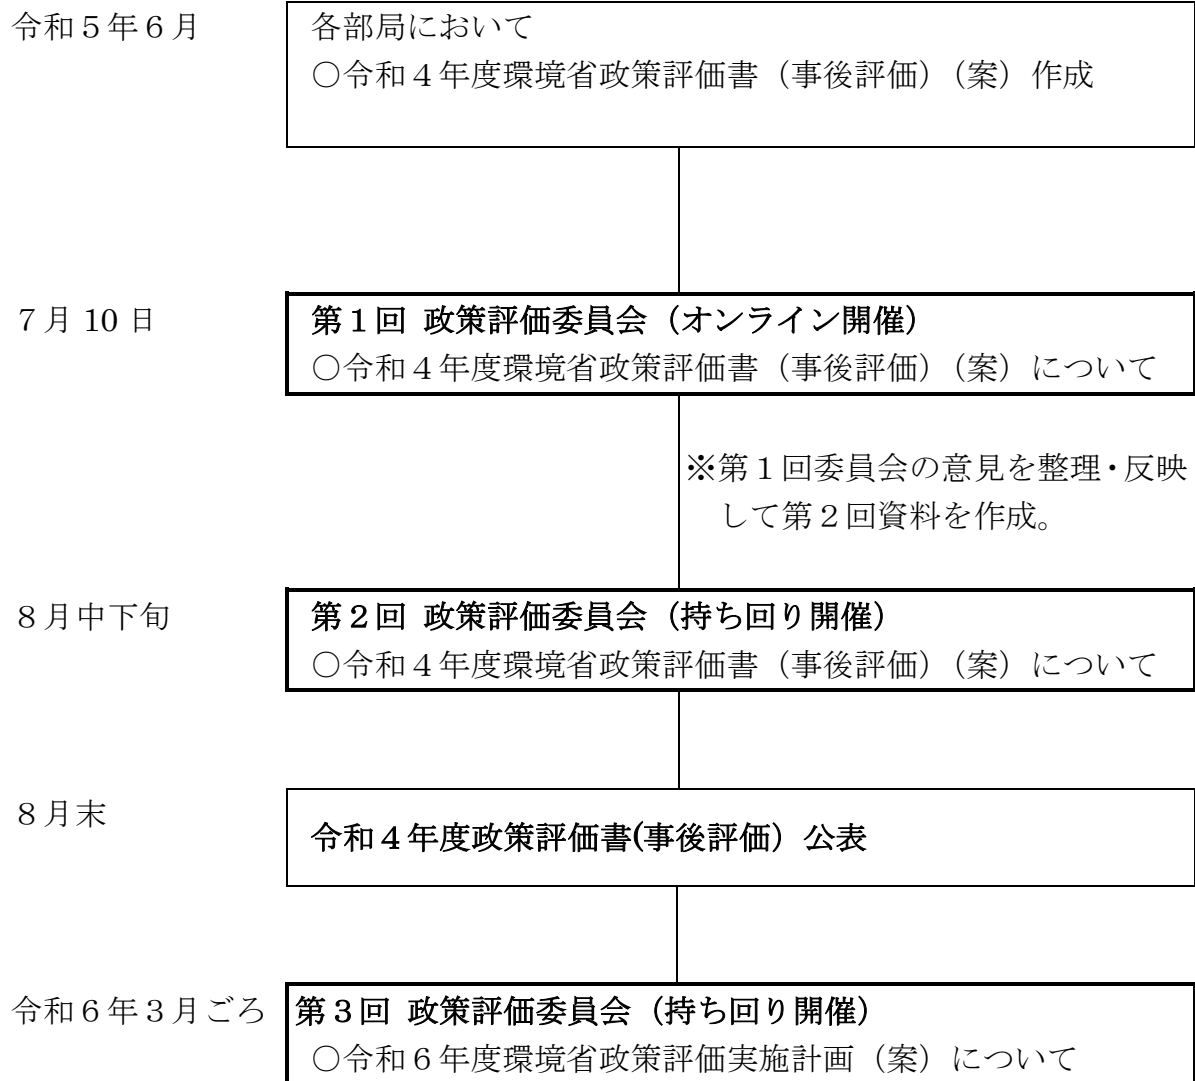 令和５年６月
各部局において
○令和４年度環境省政策評価書（事後評価）（案）作成
７月 10 日
第１回 政策評価委員会（オンライン開催）
○令和４年度環境省政策評価書（事後評価）（案）について
※第１回委員会の意見を整理・反映
して第２回資料を作成。
８月中下旬
第２回 政策評価委員会（持ち回り開催）
○令和４年度環境省政策評価書（事後評価）（案）について
８月末
令和４年度政策評価書(事後評価）公表
令和６年３月ごろ
第３回 政策評価委員会（持ち回り開催）
○令和６年度環境省政策評価実施計画（案）について